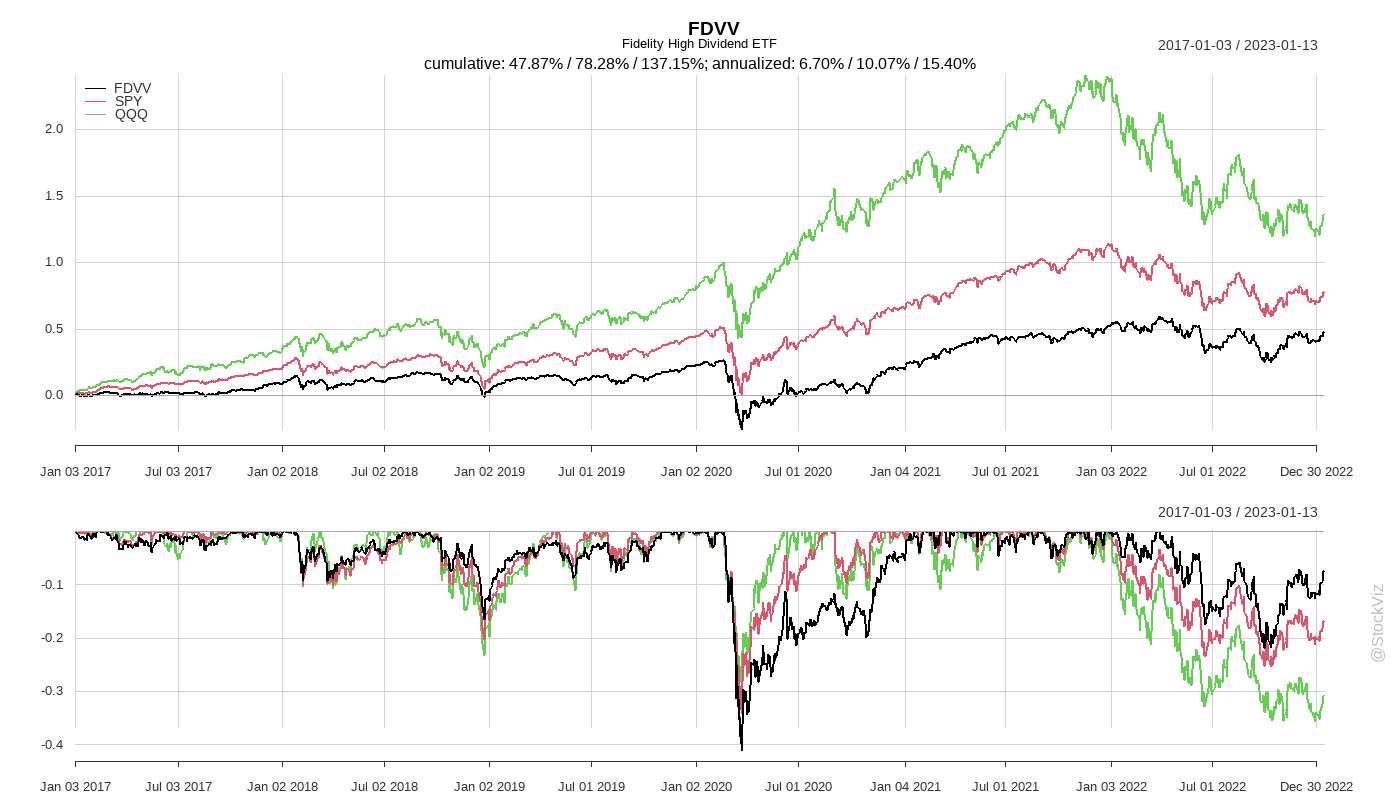 FDVV
Fidelity High Dividend ETF
2017-01-03 / 2023-01-13
cumulative: 47.87% / 78.28% / 137.15%; annualized: 6.70% / 10.07% / 15.40%
FDVV
SPY
QQQ
2.0
1.5
1.0
0.5
0.0
Jan 03 2017 Jul 03 2017 Jan 02 2018 Jul 02 2018 Jan 02 2019 Jul 01 2019 Jan 02 2020 Jul 01 2020 Jan 04 2021 Jul 01 2021 Jan 03 2022 Jul 01 2022 Dec 30 2022
2017-01-03 / 2023-01-13
-0.1
-0.2
-0.3
-0.4
Jan 03 2017 Jul 03 2017 Jan 02 2018 Jul 02 2018 Jan 02 2019 Jul 01 2019 Jan 02 2020 Jul 01 2020 Jan 04 2021 Jul 01 2021 Jan 03 2022 Jul 01 2022 Dec 30 2022
@StockViz